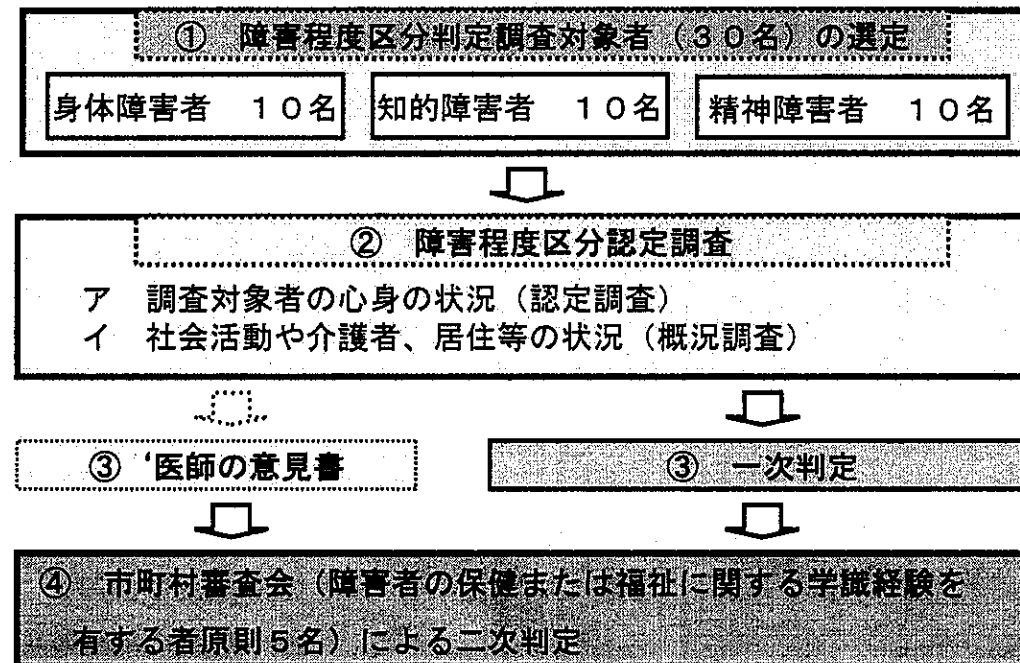 ① 障害程度区分判定調査対象者（３０名）の選定
身体障害者 １０名
知的障害者 １０名
精神障害者 １０名
② 障害程度区分認定調査
ア 調査対象者の心身の状況（認定調査）
イ 社会活動や介護者、居住等の状況（概況調査）
③ ‘医師の意見書
③ 一次判定
④ 市町村審査会（障害者の保健または福祉に関する学識経験を
有する者原則５名）による二次判定